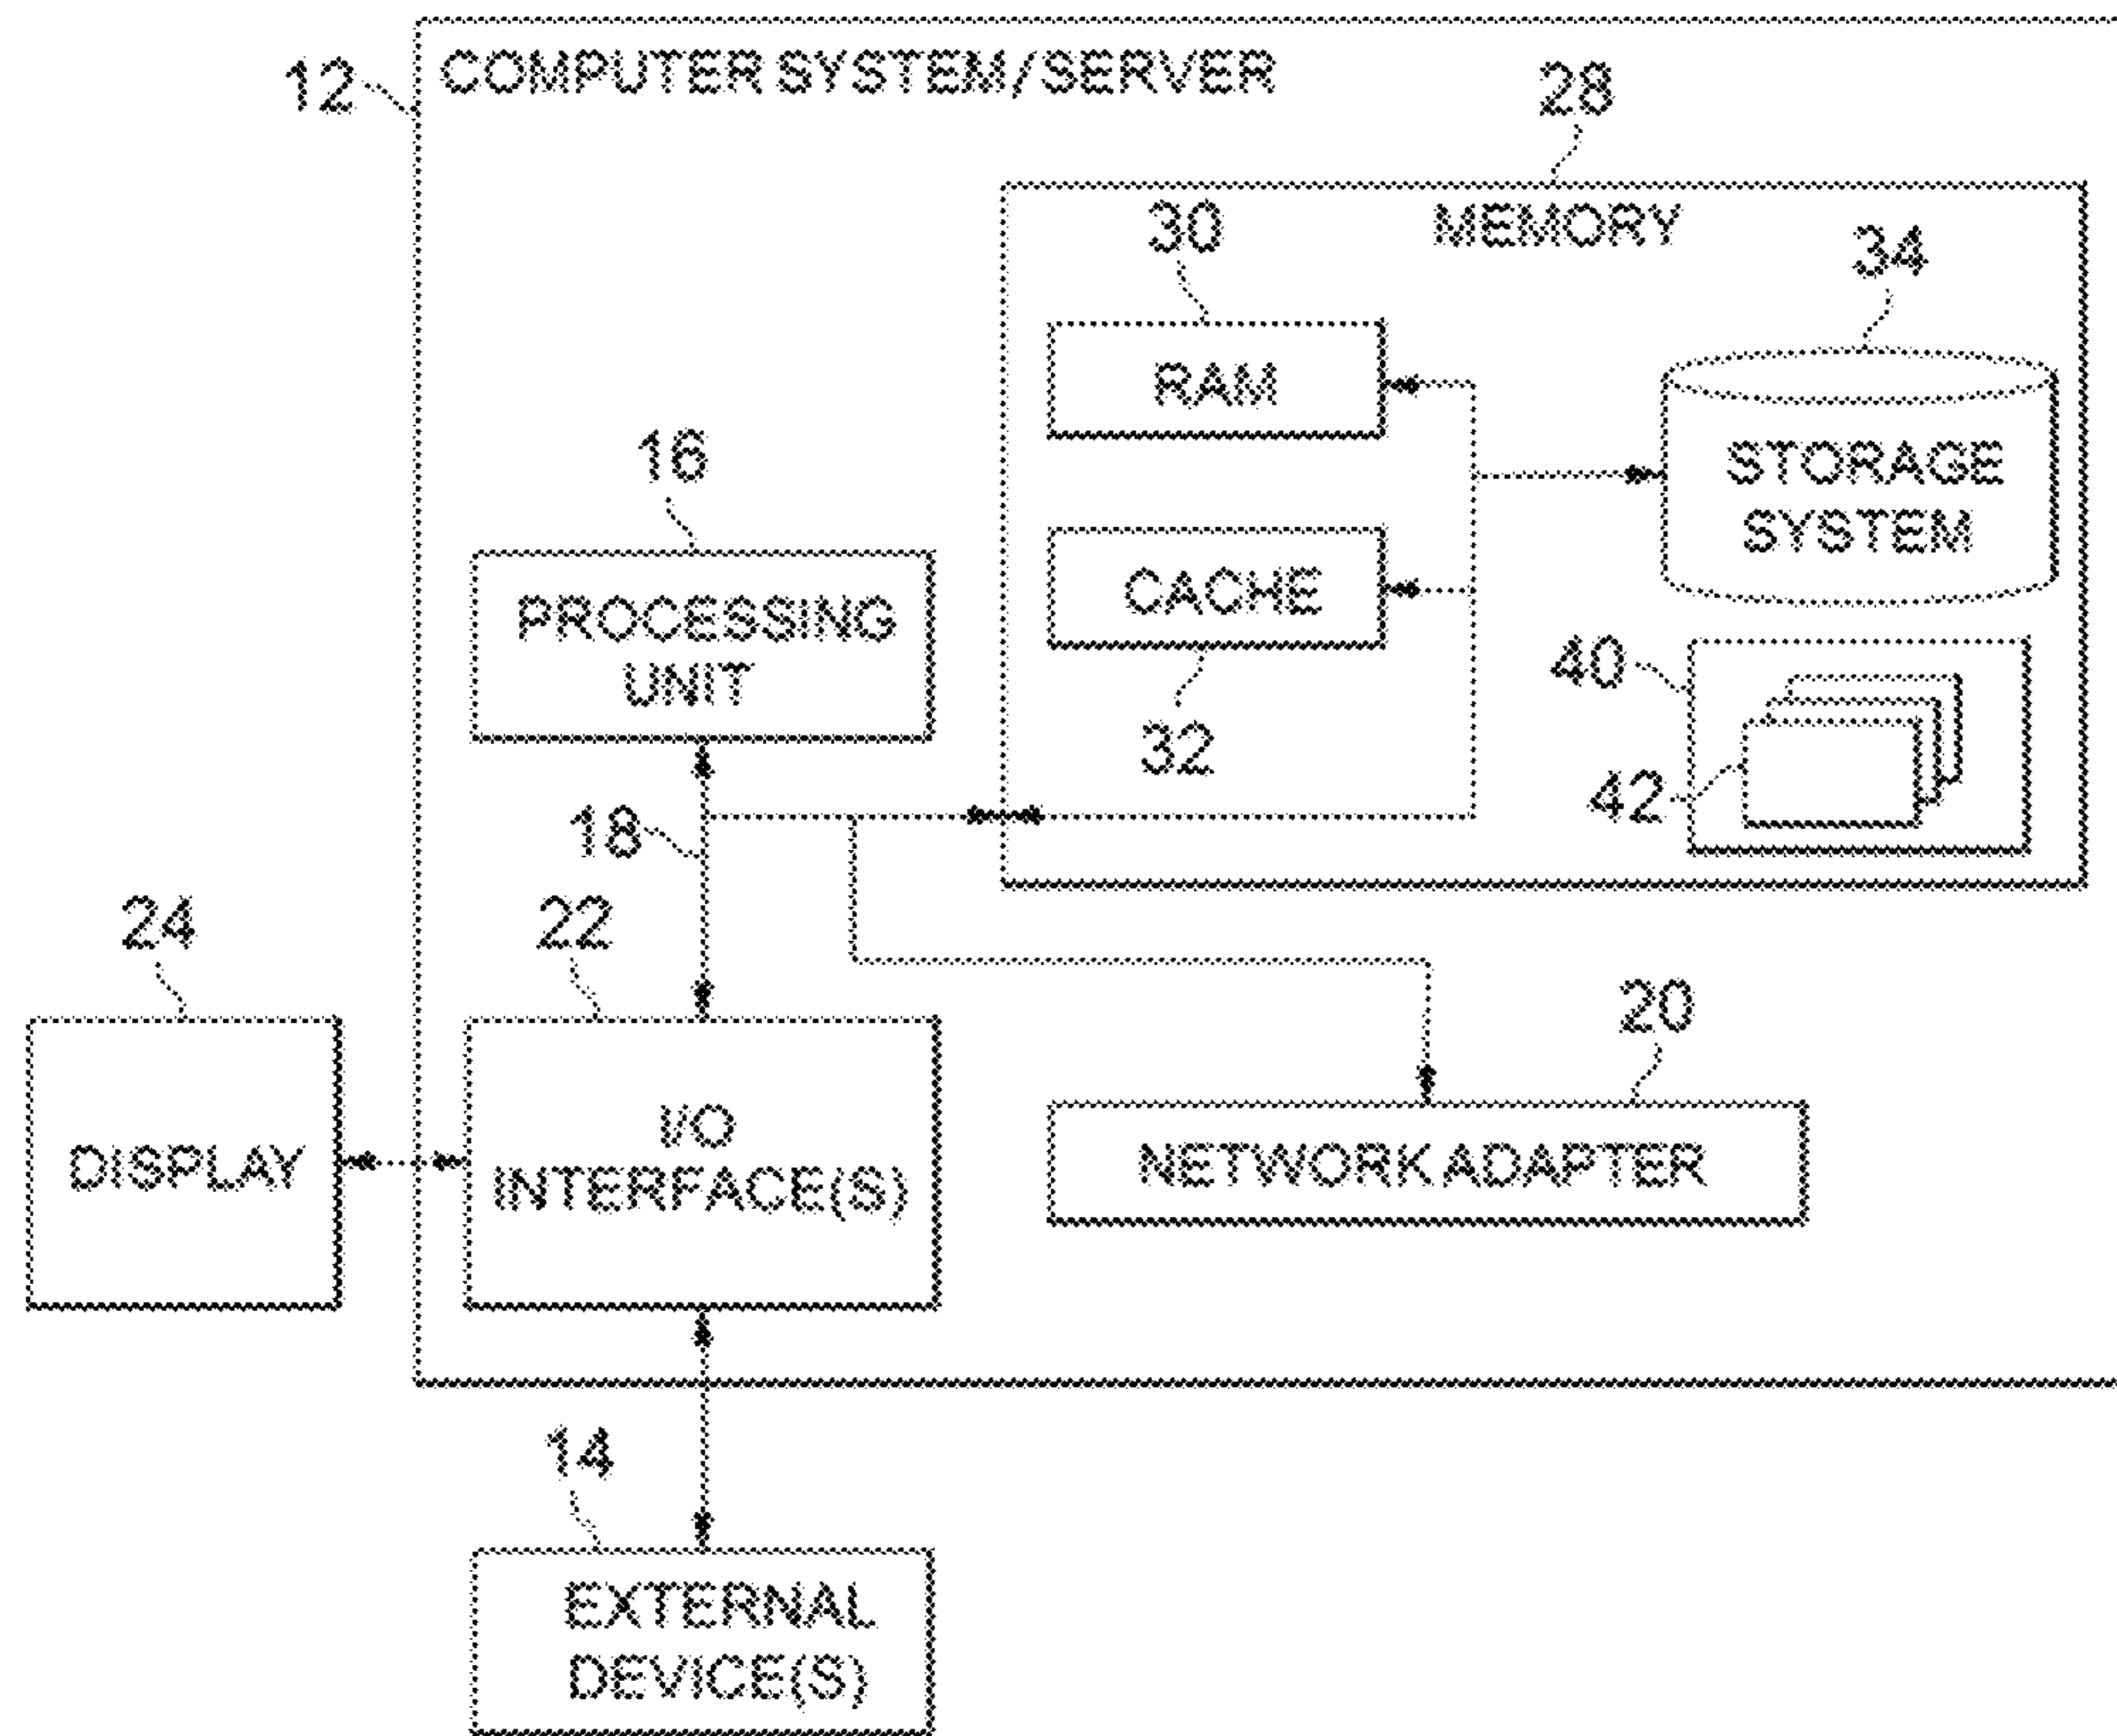 12
COMPUTER SYSTEM/SERVER
28
MEMORY
30
34
RAM
STORAGE
SYSTEM
16
PROCESSING
UNIT
CACHE
32
40
42
18
24
22
20
DISPLAY
I/O
INTERFACE(S)
NETWORK ADAPTER
14
EXTERNAL
DEVICE(S)